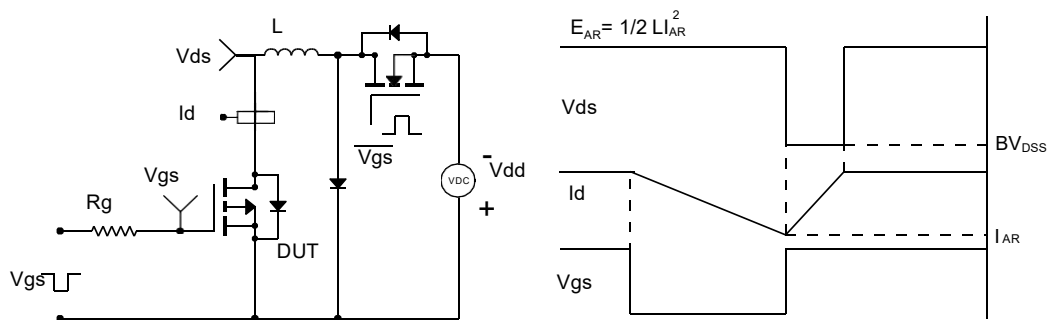 L
Vds
Id
Vgs
Rg
DUT
Vgs
Vgs
VDC
-
Vdd
+
E_AR = 1/2 LI_AR^2
Vds
BV_DSS
Id
I_AR
Vgs